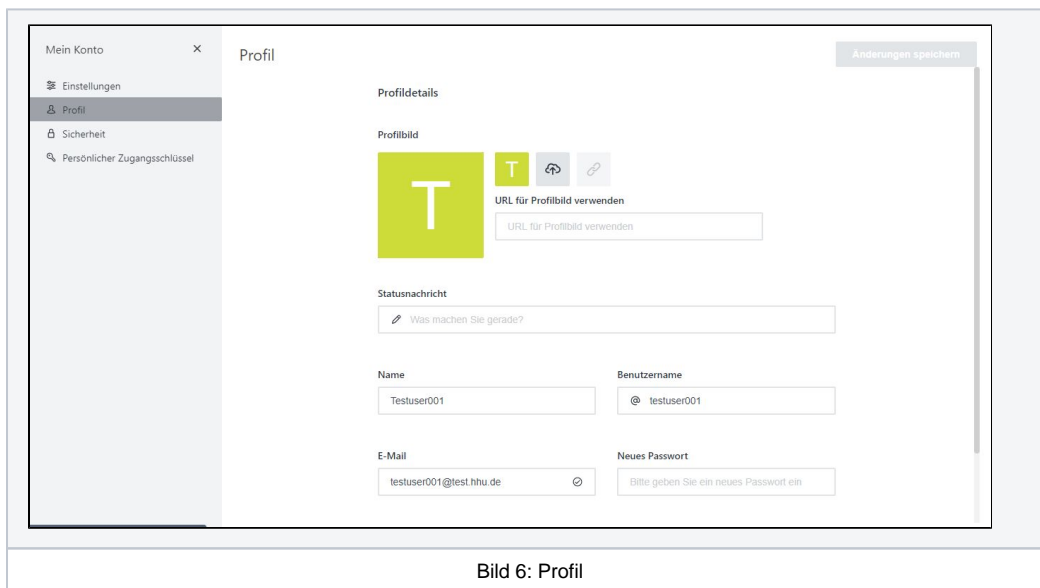 Mein Konto
Profil
Änderungen speichern
Einstellungen
Profil
Sicherheit
Persönlicher Zugangsschlüssel
Profildetails
Profilbild
T
T
URL für Profilbild verwenden
URL für Profilbild verwenden
Statusnachricht
Was machen Sie gerade?
Name
Benutzername
Testuser001
@ testuser001
E-Mail
Neues Passwort
testuser001@test.hhu.de
Bitte geben Sie ein neues Passwort ein
Bild 6: Profil